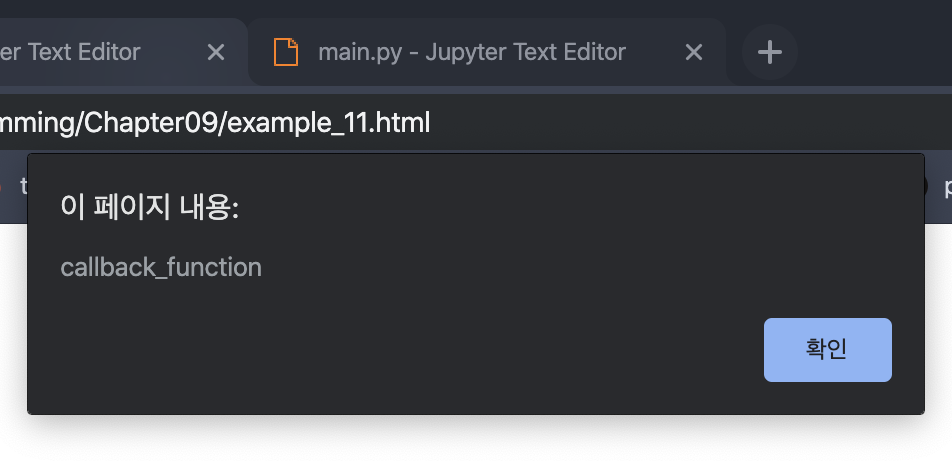 er Text Editor
main.py - Jupyter Text Editor
mming/Chapter09/example_11.html
이 페이지 내용:
callback_function
확인